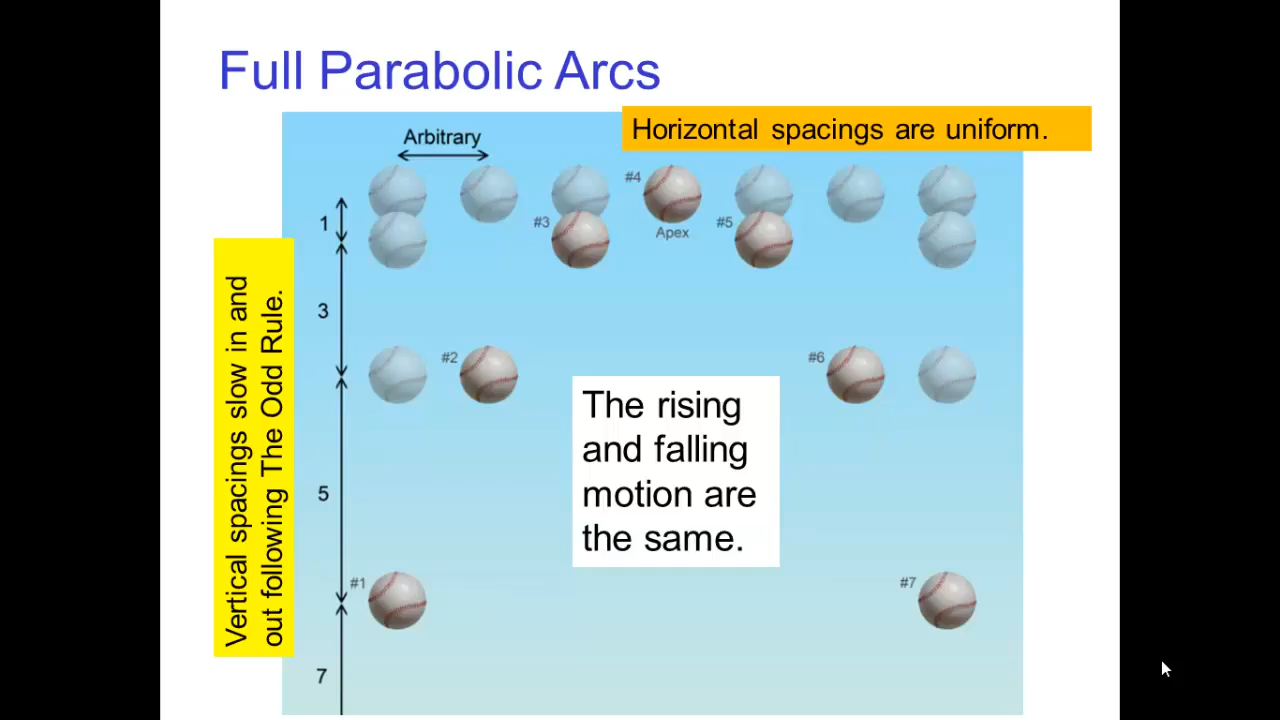 Full Parabolic Arcs
Horizontal spacings are uniform.
Arbitrary
#4
Apex
#3
#5
1
3
#2
#6
5
#1
#7
7
Vertical spacings slow in and
out following The Odd Rule.
The rising
and falling
motion are
the same.